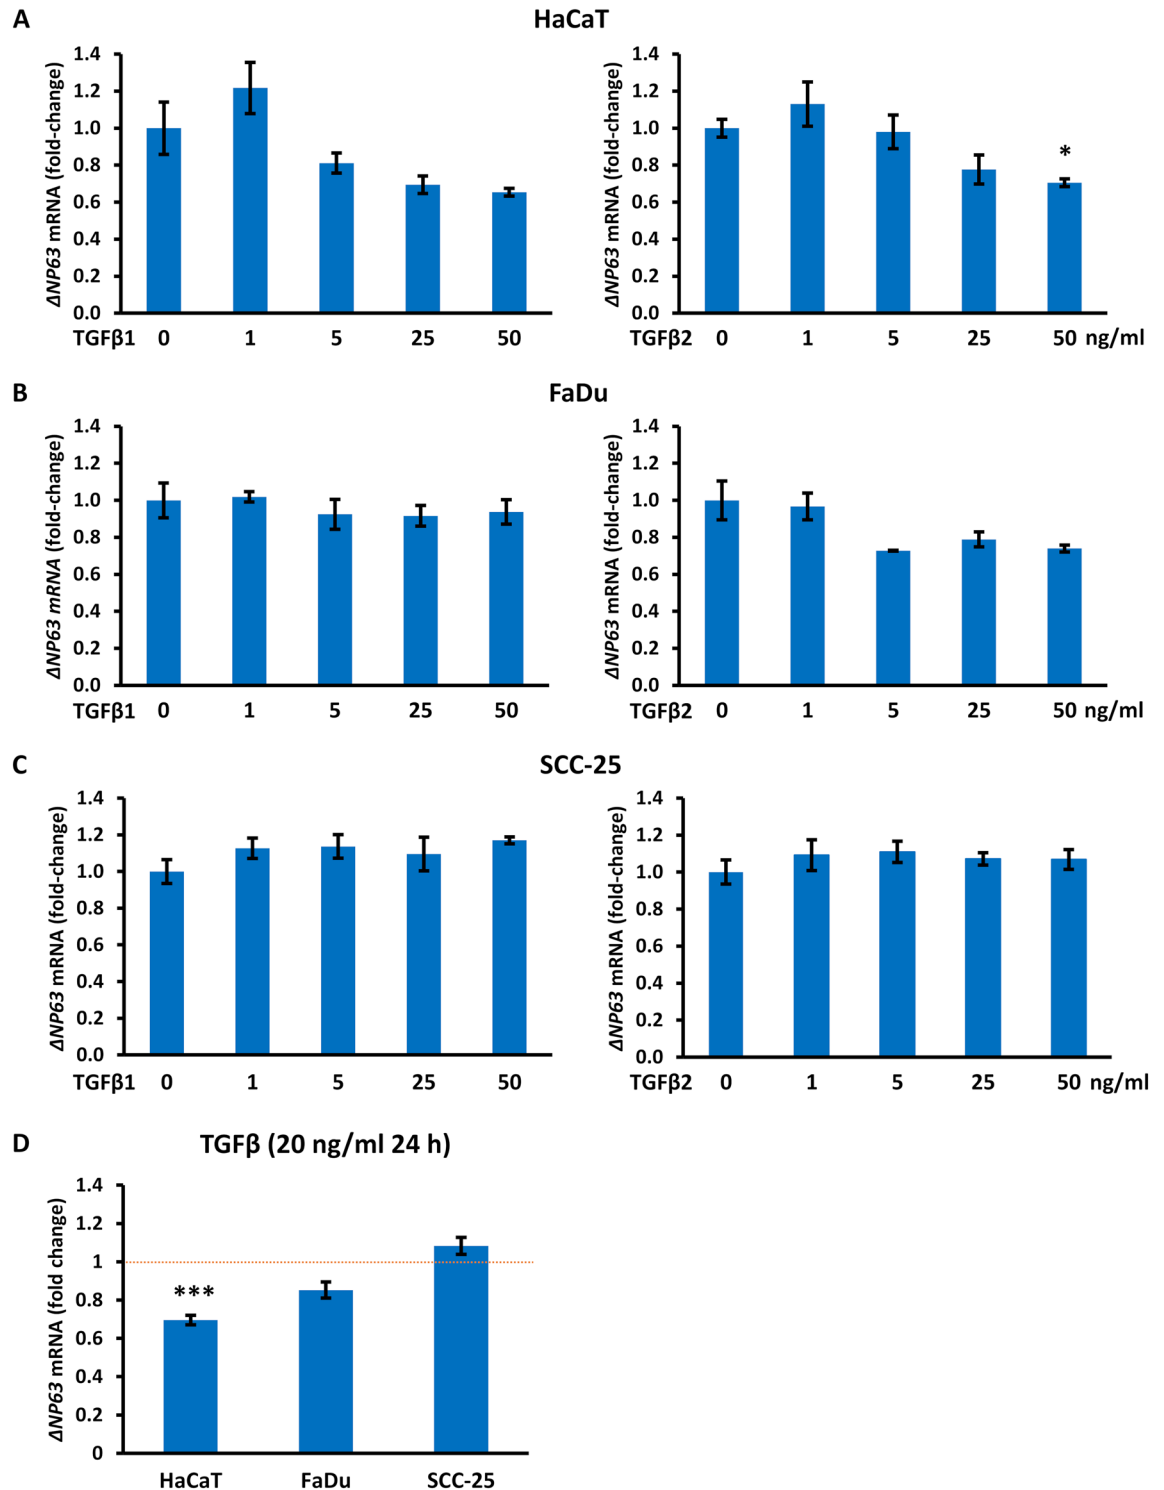 A
HaCaT
ΔNP63 mRNA (fold-change)
1.4
1.2
1.0
0.8
0.6
0.4
0.2
0.0
TGFβ1 0 1 5 25 50
ΔNP63 mRNA (fold-change)
1.4
1.2
1.0
0.8
0.6
0.4
0.2
0.0
*
TGFβ2 0 1 5 25 50 ng/ml
B
FaDu
ΔNP63 mRNA (fold-change)
1.4
1.2
1.0
0.8
0.6
0.4
0.2
0.0
TGFβ1 0 1 5 25 50
ΔNP63 mRNA (fold-change)
1.4
1.2
1.0
0.8
0.6
0.4
0.2
0.0
TGFβ2 0 1 5 25 50 ng/ml
C
SCC-25
ΔNP63 mRNA (fold-change)
1.4
1.2
1.0
0.8
0.6
0.4
0.2
0.0
TGFβ1 0 1 5 25 50
ΔNP63 mRNA (fold-change)
1.4
1.2
1.0
0.8
0.6
0.4
0.2
0.0
TGFβ2 0 1 5 25 50 ng/ml
D
TGFβ (20 ng/ml 24 h)
ΔNP63 mRNA (fold change)
1.4
1.2
1
0.8
0.6
0.4
0.2
0
***
HaCaT FaDu SCC-25